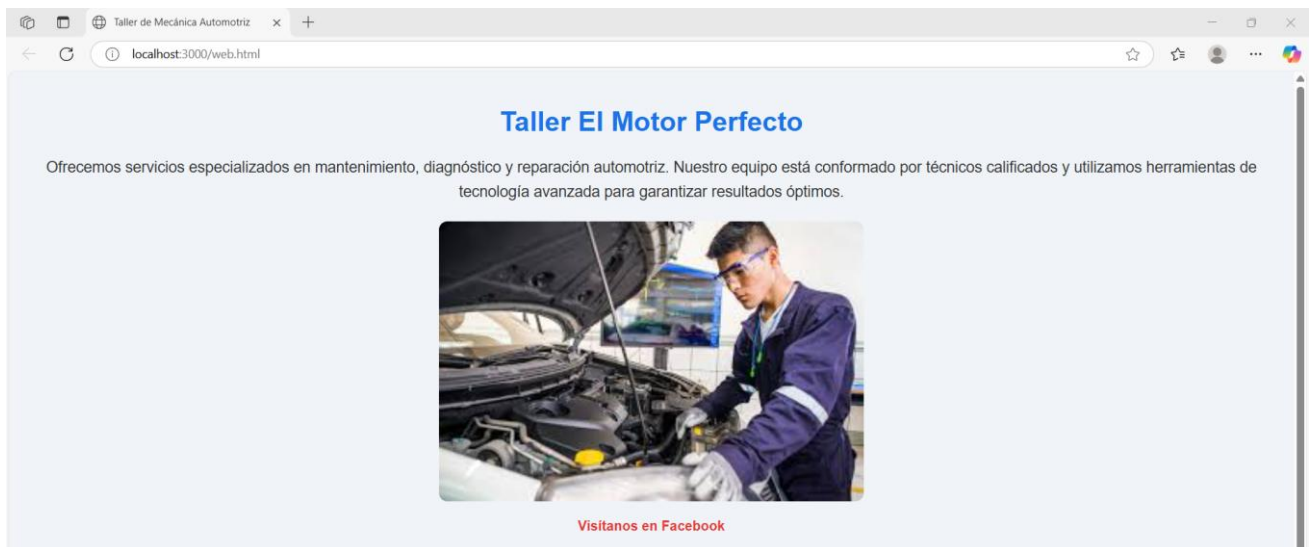 Taller de Mecánica Automotriz
localhost:3000/web.html
Taller El Motor Perfecto
Ofrecemos servicios especializados en mantenimiento, diagnóstico y reparación automotriz. Nuestro equipo está conformado por técnicos calificados y utilizamos herramientas de
tecnología avanzada para garantizar resultados óptimos.
Visítanos en Facebook